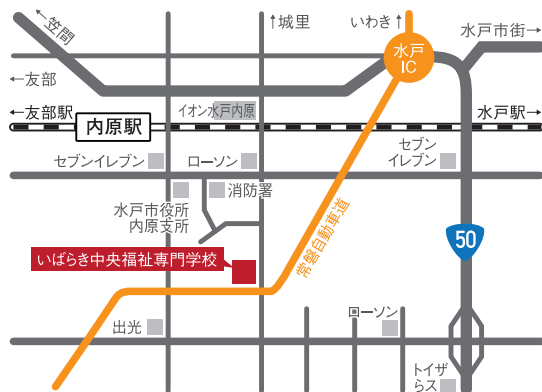 ↖笠間
↑城里
いわき↑
水戸市街→
水戸
IC
←友部
←友部駅
内原駅
イオン水戸内原
水戸駅→
セブンイレブン
ローソン
セブン
イレブン
消防署
水戸市役所
内原支所
常磐自動車道
50
いばらき中央福祉専門学校
出光
ローソン
トイザ
らス